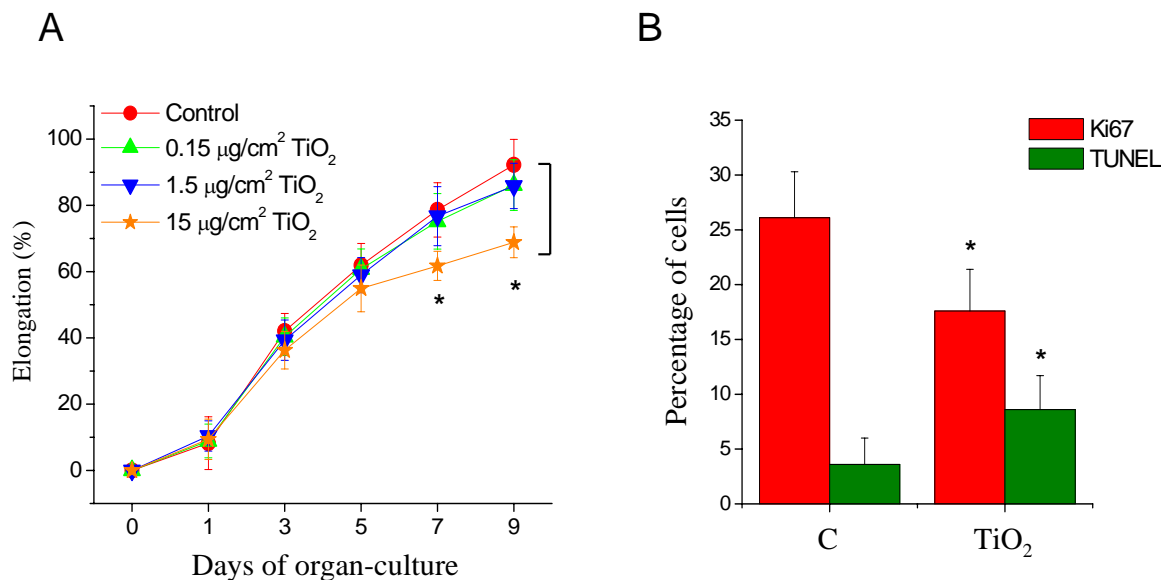 A
Control
0.15 μg/cm² TiO₂
1.5 μg/cm² TiO₂
15 μg/cm² TiO₂
100
80
60
40
20
0
Elongation (%)
*
*
0 1 3 5 7 9
Days of organ-culture
B
Ki67
TUNEL
35
30
25
20
15
10
5
0
Percentage of cells
*
*
C TiO₂